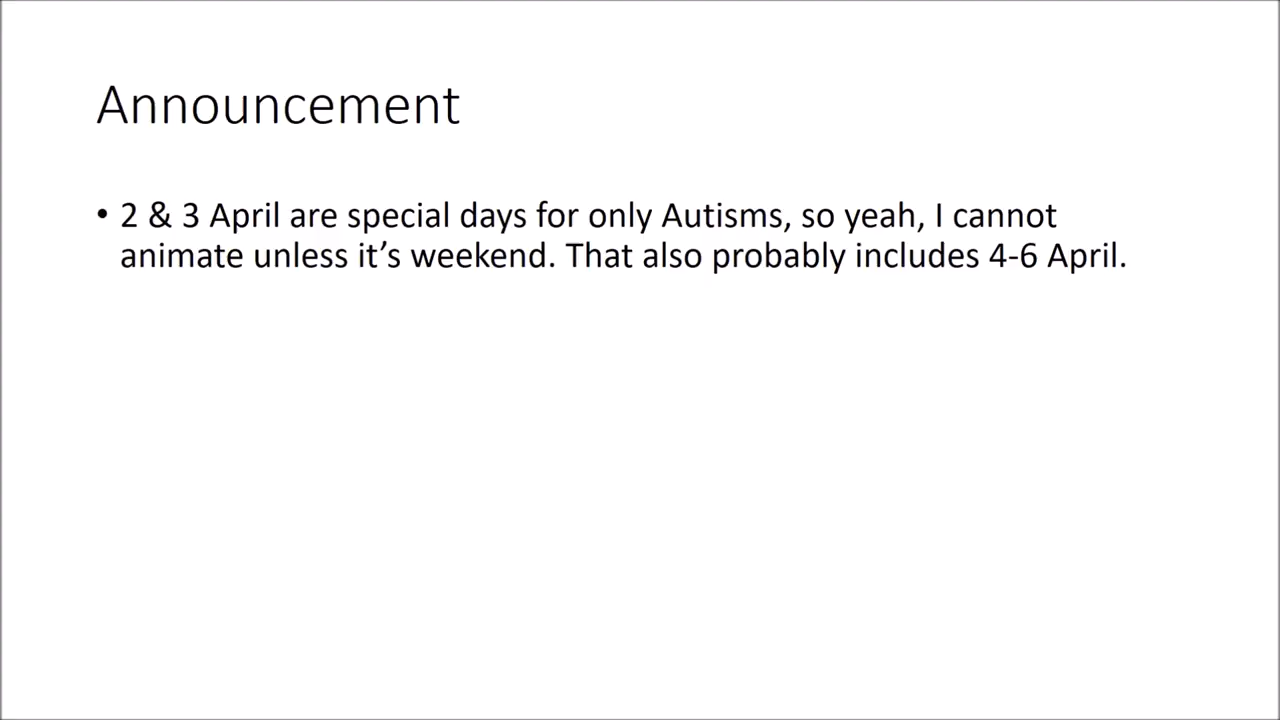 Announcement
• 2 & 3 April are special days for only Autisms, so yeah, I cannot
animate unless it’s weekend. That also probably includes 4-6 April.